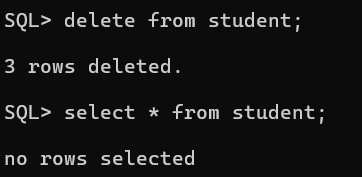 SQL> delete from student;
3 rows deleted.
SQL> select * from student;
no rows selected